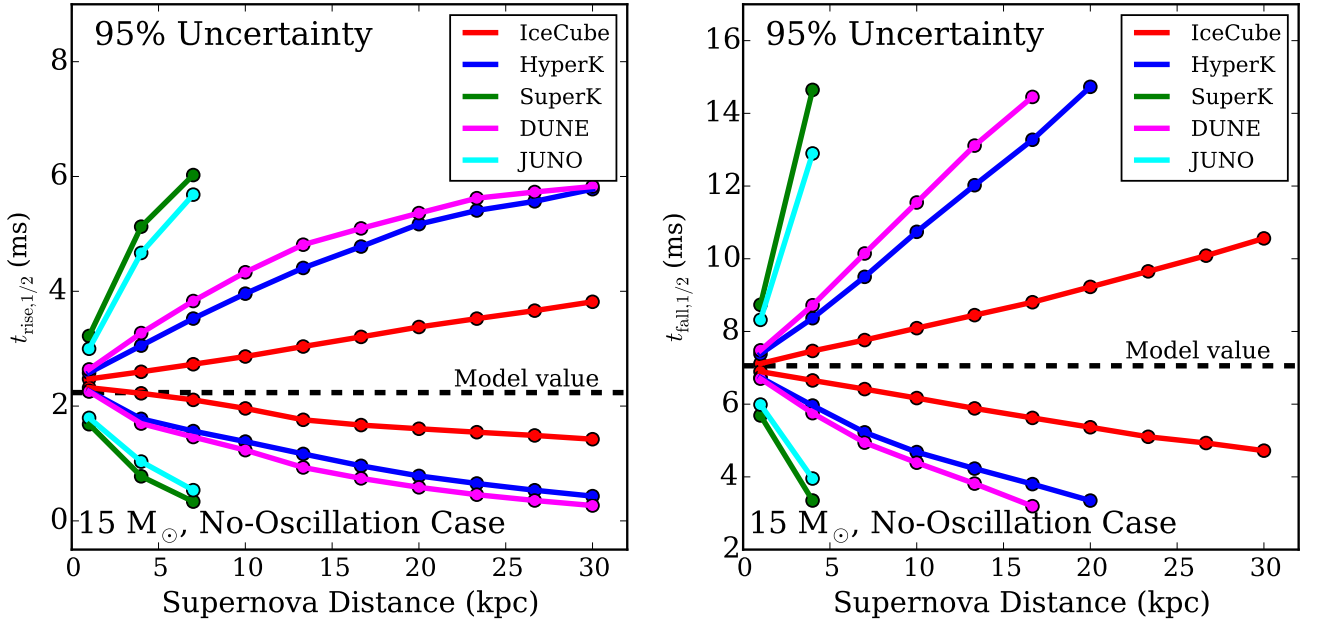 95% Uncertainty
IceCube
HyperK
SuperK
DUNE
JUNO
8
6
4
2
0
t_rise,1/2 (ms)
Model value
15 M⊙, No-Oscillation Case
0 5 10 15 20 25 30
Supernova Distance (kpc)
95% Uncertainty
IceCube
HyperK
SuperK
DUNE
JUNO
16
14
12
10
8
6
4
2
t_fall,1/2 (ms)
Model value
15 M⊙, No-Oscillation Case
0 5 10 15 20 25 30
Supernova Distance (kpc)